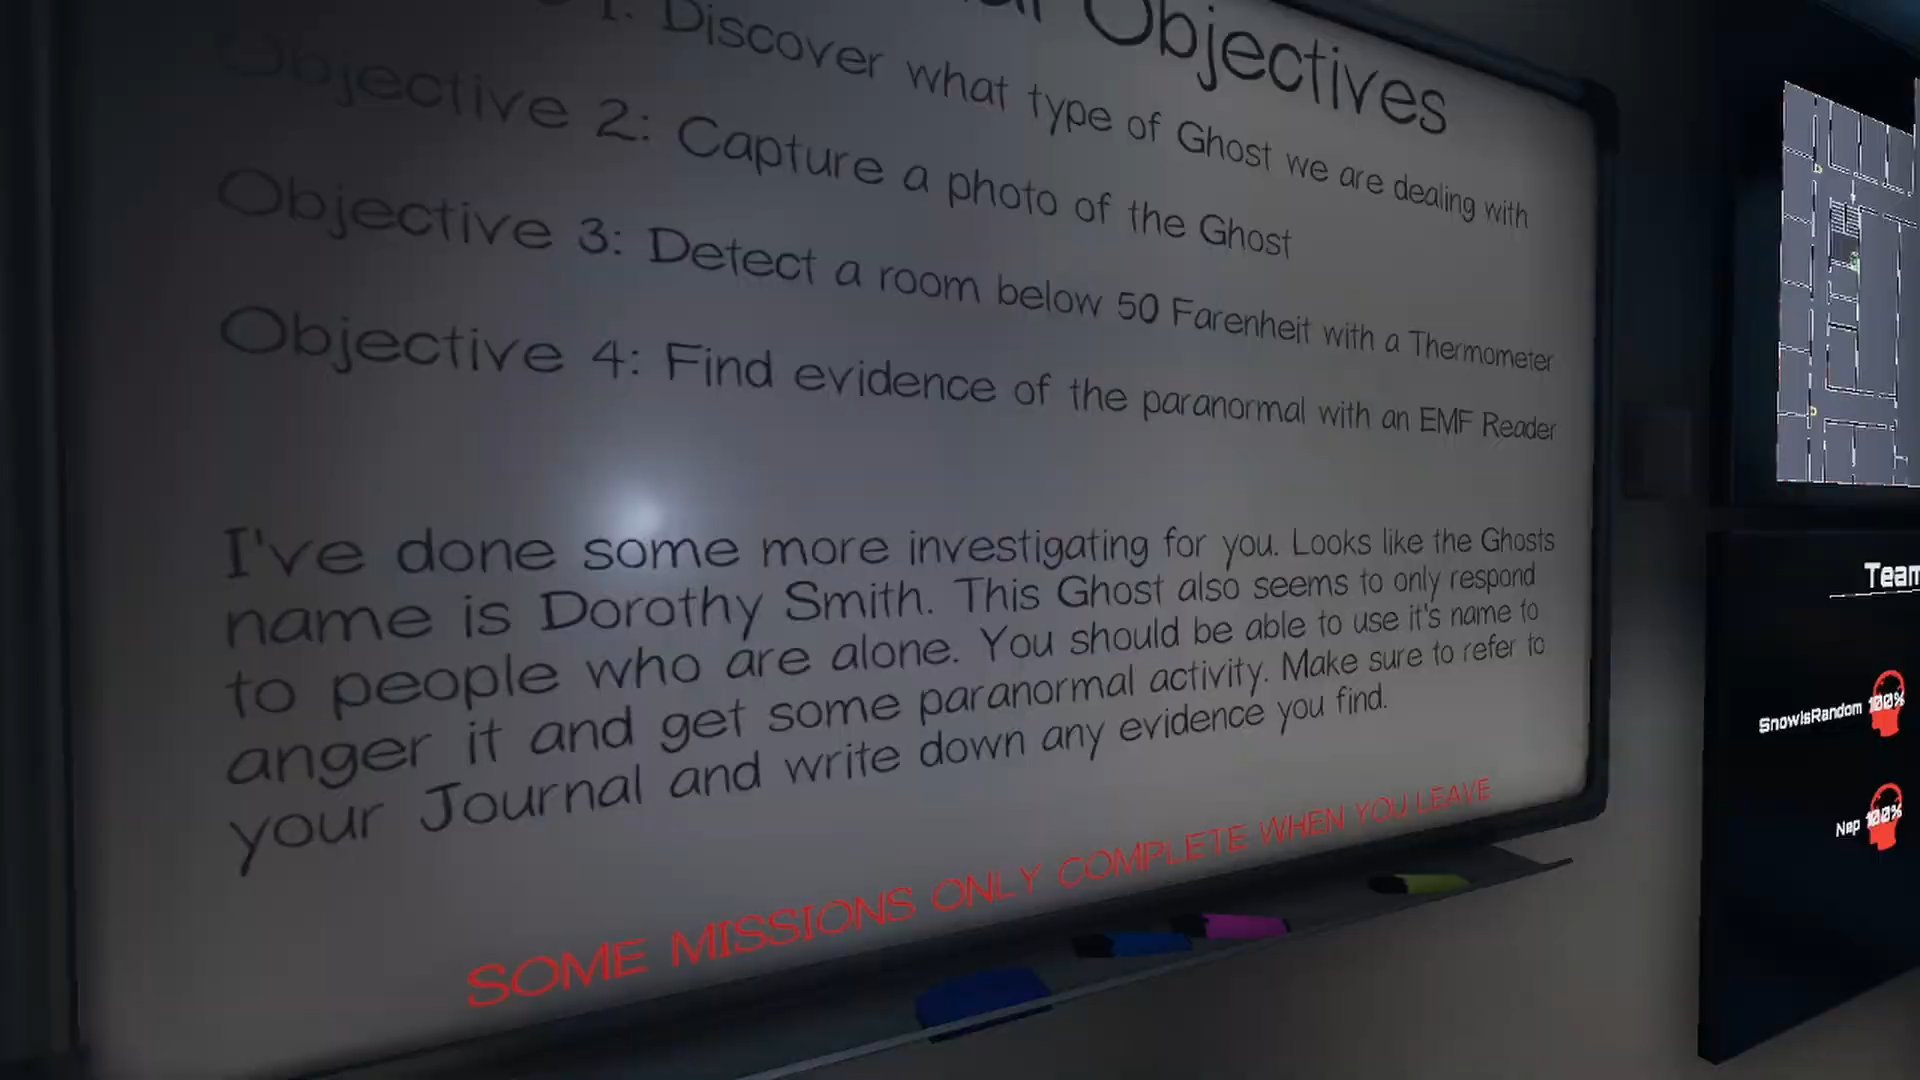 Objectives
1: Discover what type of Ghost we are dealing with
Objective 2: Capture a photo of the Ghost
Objective 3: Detect a room below 50 Farenheit with a Thermometer
Objective 4: Find evidence of the paranormal with an EMF Reader
I've done some more investigating for you. Looks like the Ghosts
name is Dorothy Smith. This Ghost also seems to only respond
to people who are alone. You should be able to use it's name to
anger it and get some paranormal activity. Make sure to refer to
your Journal and write down any evidence you find.
SOME MISSIONS ONLY COMPLETE WHEN YOU LEAVE
Team
SnowIsRandom 100%
Nep 100%